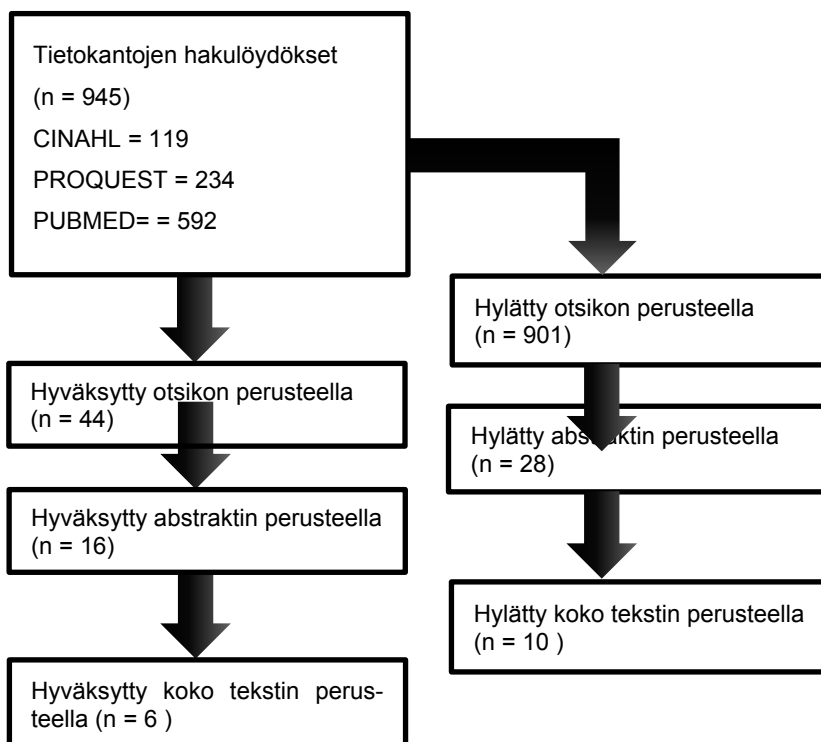 Tietokantojen hakulöydökset
(n = 945)
CINAHL = 119
PROQUEST = 234
PUBMED= = 592
Hylätty otsikon perusteella
(n = 901)
Hyväksytty otsikon perusteella
(n = 44)
Hylätty abstraktin perusteella
(n = 28)
Hyväksytty abstraktin perusteella
(n = 16)
Hylätty koko tekstin perusteella
(n = 10 )
Hyväksytty koko tekstin perus-
teella (n = 6 )